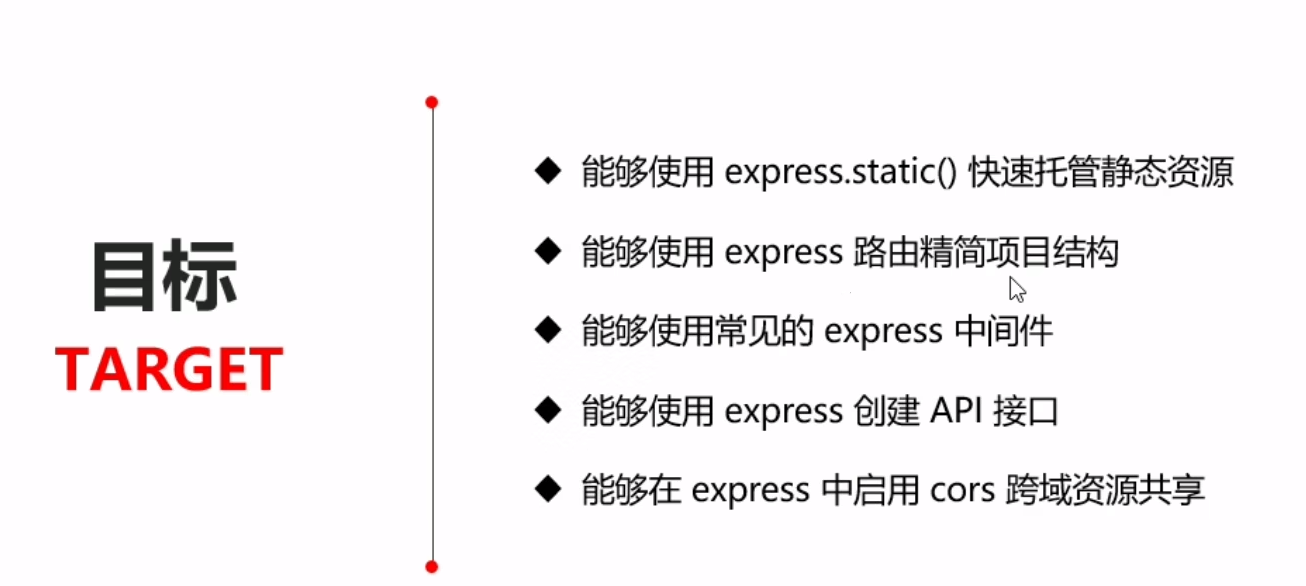 目标
TARGET
◆ 能够使用 express.static() 快速托管静态资源
◆ 能够使用 express 路由精简项目结构
◆ 能够使用常见的 express 中间件
◆ 能够使用 express 创建 API 接口
◆ 能够在 express 中启用 cors 跨域资源共享